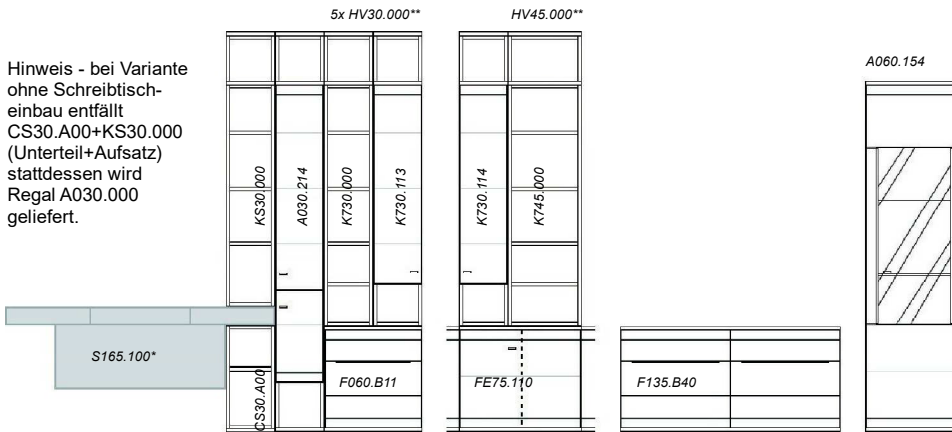 5x HV30.000**
HV45.000**
A060.154
Hinweis - bei Variante
ohne Schreibtisch-
einbau entfällt
CS30.A00+KS30.000
(Unterteil+Aufsatz)
stattdessen wird
Regal A030.000
geliefert.
KS30.000
A030.214
K730.000
K730.113
K730.114
K745.000
S165.100*
CS30.A00
F060.B11
FE75.110
F135.B40